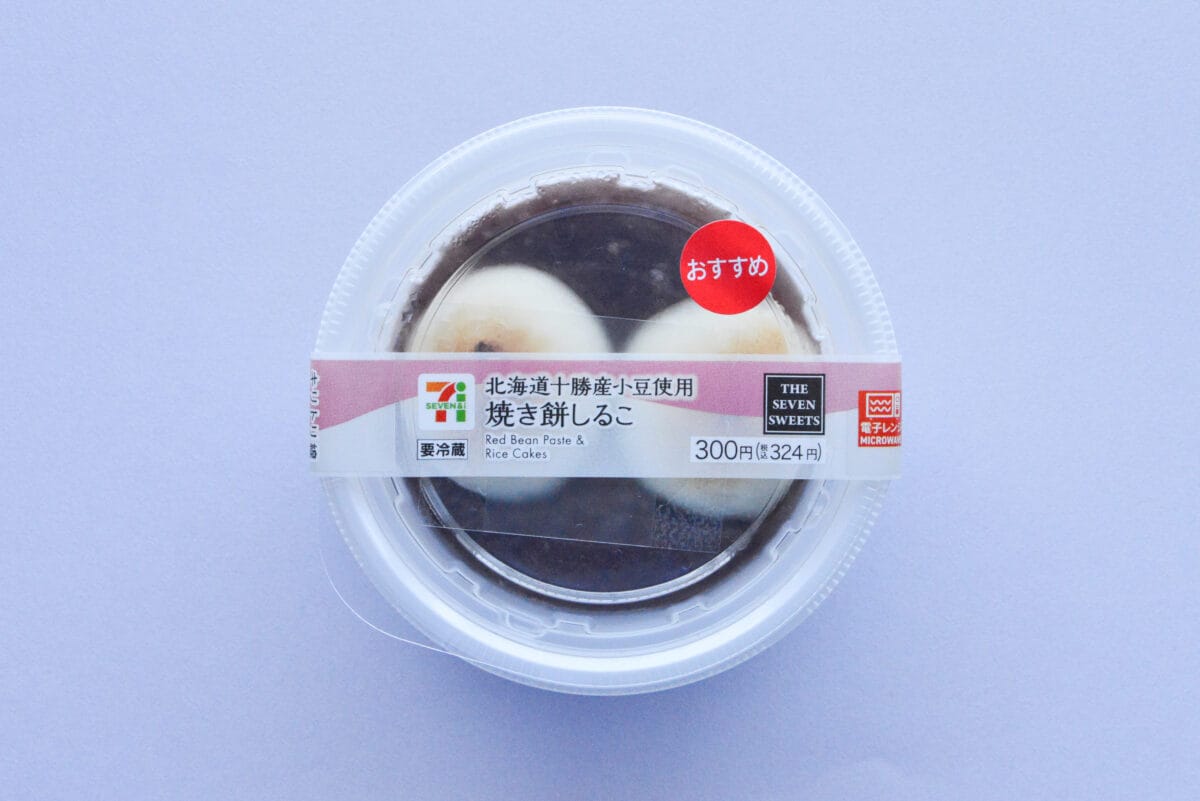 おすすめ
7i
SEVEN&i
北海道十勝産小豆使用
焼き餅しるこ
Red Bean Paste &
Rice Cakes
要冷蔵
THE
SEVEN
SWEETS
300円(税込324円)
電子レンジ
MICROWAVE